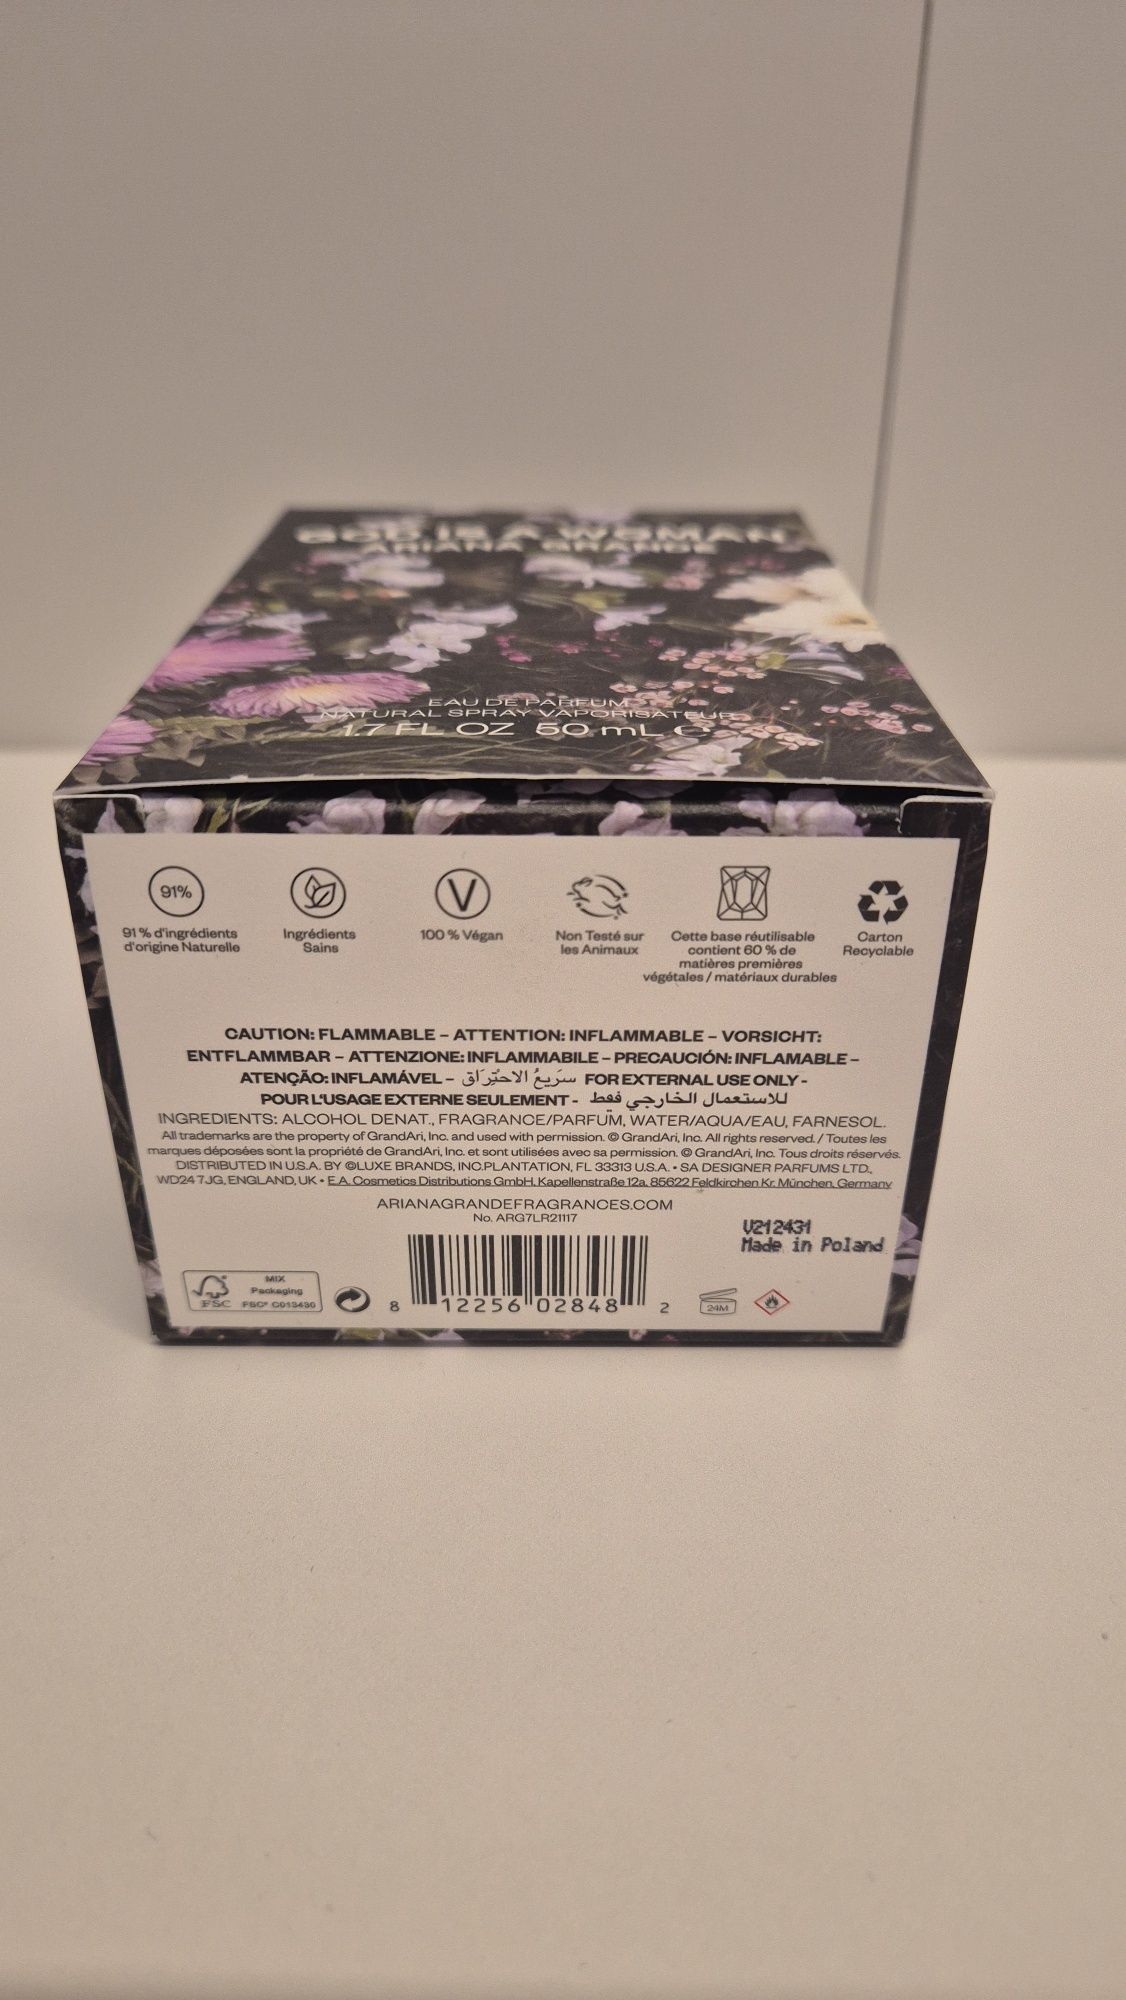 GOD IS A WOMAN
ARIANA GRANDE
EAU DE PARFUM
NATURAL SPRAY VAPORISATEUR
1.7 FL OZ 50 mL e
91%
91 % d'ingrédients
d'origine Naturelle
Ingrédients
Sains
V
100 % Végan
Non Testé sur
les Animaux
Cette base réutilisable
contient 60 % de
matières premières
végétales / matériaux durables
Carton
Recyclable
CAUTION: FLAMMABLE – ATTENTION: INFLAMMABLE – VORSICHT:
ENTFLAMMBAR – ATTENZIONE: INFLAMMABILE – PRECAUCIÓN: INFLAMABLE –
ATENÇÃO: INFLAMÁVEL – سَريعُ الاحتِرَاق FOR EXTERNAL USE ONLY -
POUR L'USAGE EXTERNE SEULEMENT - للاستعمال الخارجي فقط
INGREDIENTS: ALCOHOL DENAT., FRAGRANCE/PARFUM, WATER/AQUA/EAU, FARNESOL.
All trademarks are the property of GrandAri, Inc. and used with permission. © GrandAri, Inc. All rights reserved. / Toutes les
marques déposées sont la propriété de GrandAri, Inc. et sont utilisées avec sa permission. © GrandAri, Inc. Tous droits réservés.
DISTRIBUTED IN U.S.A. BY ©LUXE BRANDS, INC.PLANTATION, FL 33313 U.S.A. • SA DESIGNER PARFUMS LTD.,
WD24 7JG, ENGLAND, UK • E.A. Cosmetics Distributions GmbH, Kapellenstraße 12a, 85622 Feldkirchen Kr. München, Germany
ARIANAGRANDEFRAGRANCES.COM
No. ARG7LR21117
V212431
Made in Poland
FSC
MIX
Packaging
FSC® C013430
8 12256 02848 2
24M